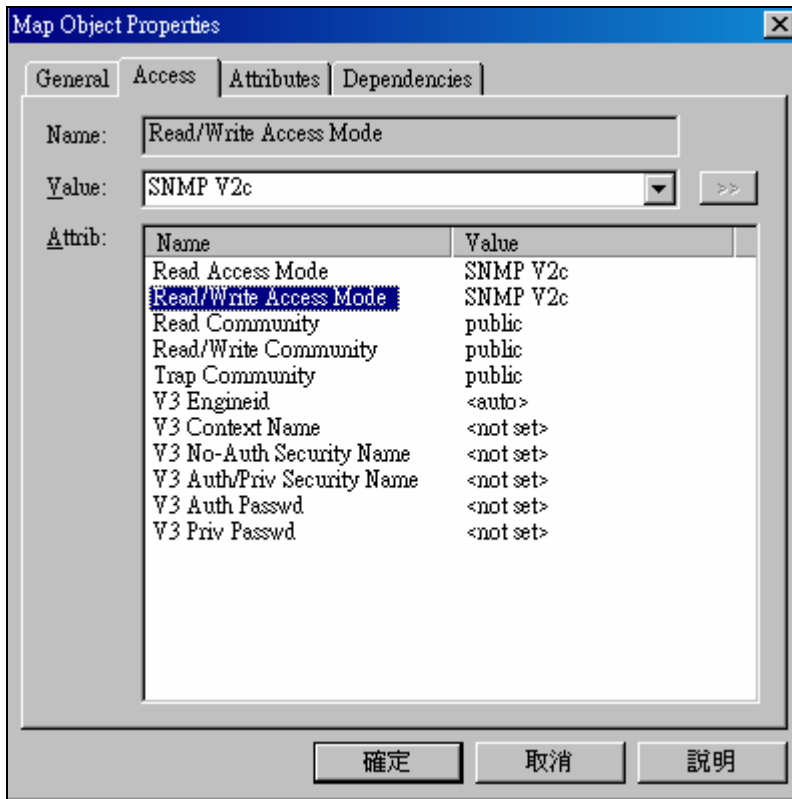 Map Object Properties
General Access Attributes Dependencies
Name: Read/Write Access Mode
Value: SNMP V2c >>
Attrib: Name Value
Read Access Mode SNMP V2c
Read/Write Access Mode SNMP V2c
Read Community public
Read/Write Community public
Trap Community public
V3 Engineid <auto>
V3 Context Name <not set>
V3 No-Auth Security Name <not set>
V3 Auth/Priv Security Name <not set>
V3 Auth Passwd <not set>
V3 Priv Passwd <not set>
確定 取消 說明